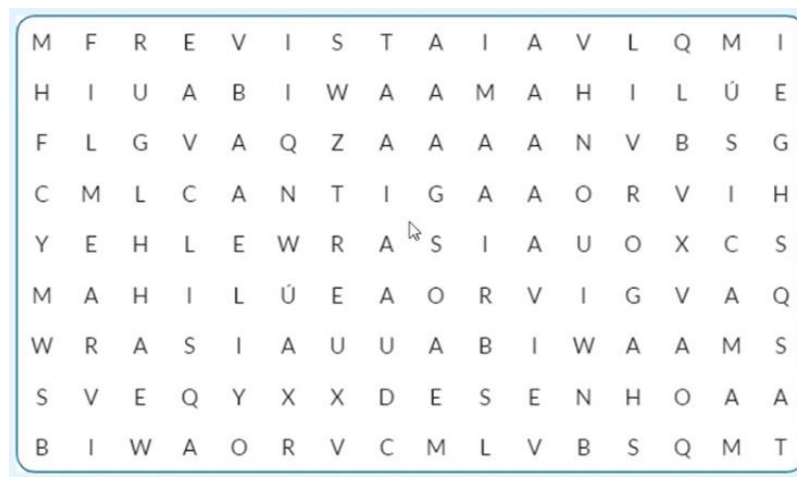 M F R E V I S T A I A V L Q M I
H I U A B I W A A M A H I L Ú E
F L G V A Q Z A A A A N V B S G
C M L C A N T I G A A O R V I H
Y E H L E W R A S I A U O X C S
M A H I L Ú E A O R V I G V A Q
W R A S I A U U A B I W A A M S
S V E Q Y X X D E S E N H O A A
B I W A O R V C M L V B S Q M T